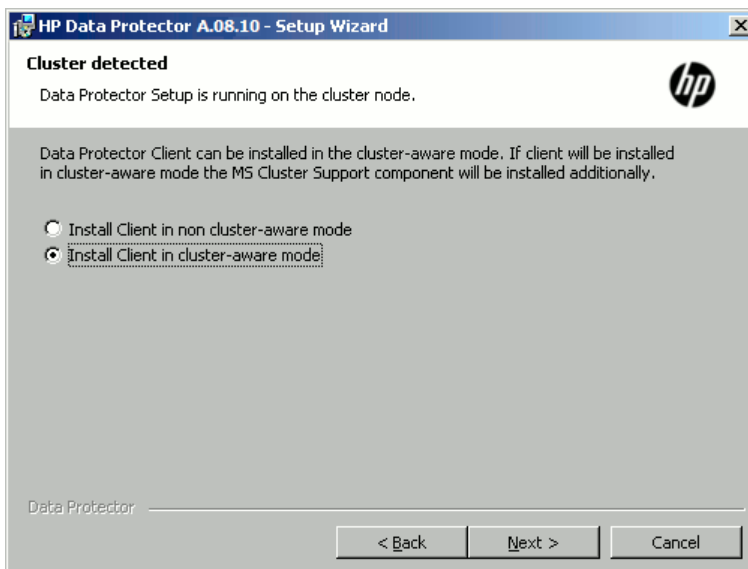 HP Data Protector A.08.10 - Setup Wizard
Cluster detected
Data Protector Setup is running on the cluster node.
hp
Data Protector Client can be installed in the cluster-aware mode. If client will be installed
in cluster-aware mode the MS Cluster Support component will be installed additionally.
Install Client in non cluster-aware mode
Install Client in cluster-aware mode
Data Protector
< Back
Next >
Cancel